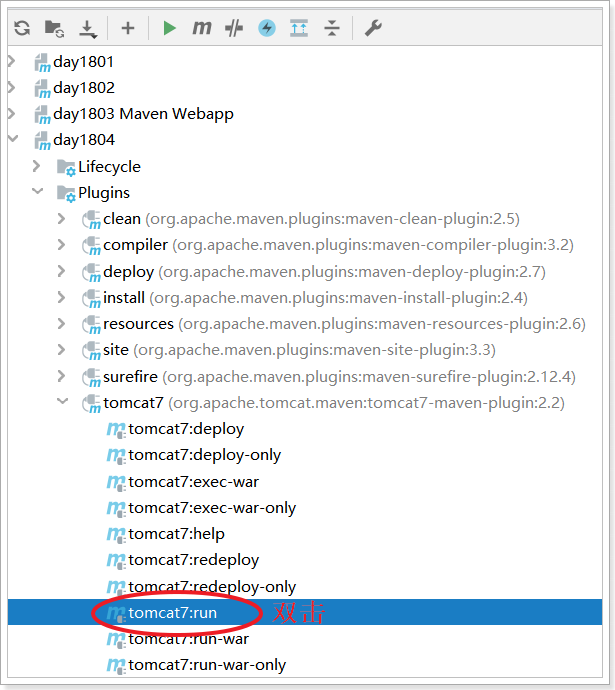 day1801
day1802
day1803 Maven Webapp
day1804
Lifecycle
Plugins
clean (org.apache.maven.plugins:maven-clean-plugin:2.5)
compiler (org.apache.maven.plugins:maven-compiler-plugin:3.2)
deploy (org.apache.maven.plugins:maven-deploy-plugin:2.7)
install (org.apache.maven.plugins:maven-install-plugin:2.4)
resources (org.apache.maven.plugins:maven-resources-plugin:2.6)
site (org.apache.maven.plugins:maven-site-plugin:3.3)
surefire (org.apache.maven.plugins:maven-surefire-plugin:2.12.4)
tomcat7 (org.apache.tomcat.maven:tomcat7-maven-plugin:2.2)
tomcat7:deploy
tomcat7:deploy-only
tomcat7:exec-war
tomcat7:exec-war-only
tomcat7:help
tomcat7:redeploy
tomcat7:redeploy-only
tomcat7:run 双击
tomcat7:run-war
tomcat7:run-war-only